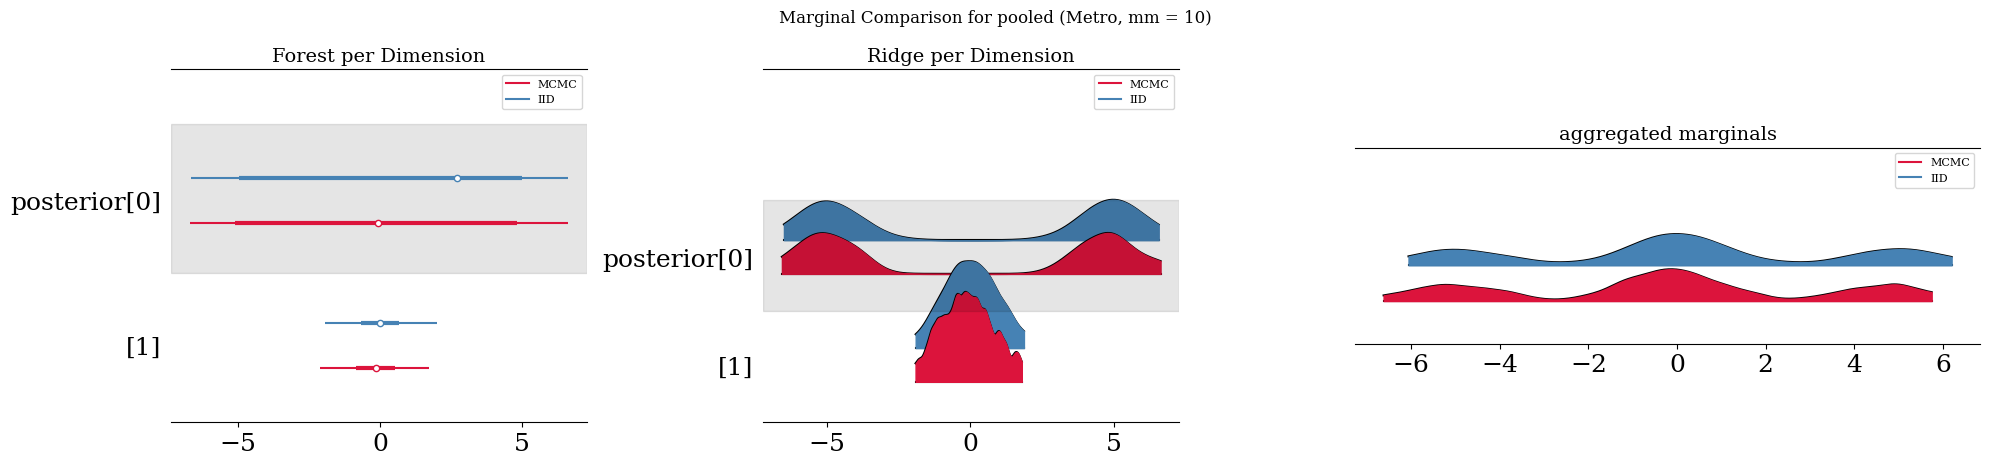 Marginal Comparison for pooled (Metro, mm = 10)
Forest per Dimension
MCMC
IID
posterior[0]
[1]
−5 0 5
Ridge per Dimension
MCMC
IID
posterior[0]
[1]
−5 0 5
aggregated marginals
MCMC
IID
−6 −4 −2 0 2 4 6